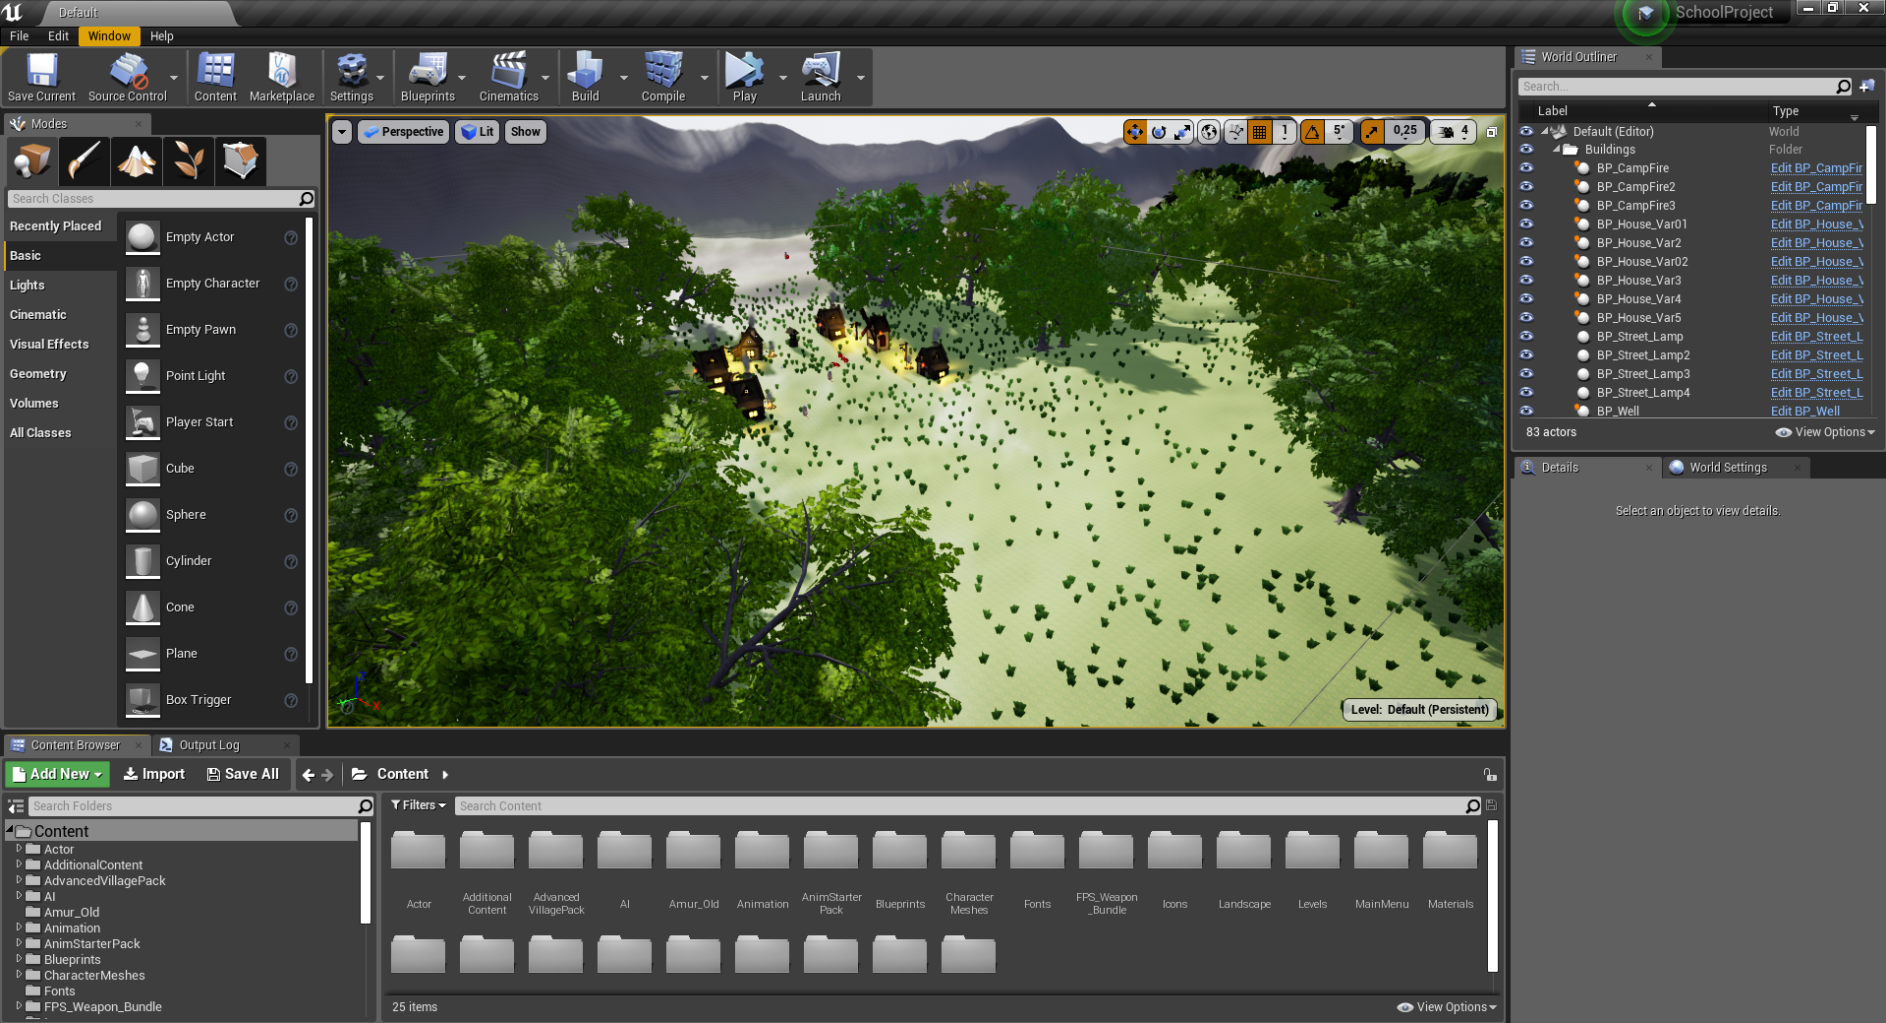 Default
SchoolProject
File Edit Window Help
Save Current Source Control Content Marketplace Settings Blueprints Cinematics Build Compile Play Launch
Modes
Search Classes
Recently Placed
Basic
Lights
Cinematic
Visual Effects
Geometry
Volumes
All Classes
Empty Actor
Empty Character
Empty Pawn
Point Light
Player Start
Cube
Sphere
Cylinder
Cone
Plane
Box Trigger
Perspective Lit Show
1 5° 0,25 4
Level: Default (Persistent)
World Outliner
Search...
Label Type
Default (Editor) World
Buildings Folder
BP_CampFire Edit BP_CampFir
BP_CampFire2 Edit BP_CampFir
BP_CampFire3 Edit BP_CampFir
BP_House_Var01 Edit BP_House_V
BP_House_Var2 Edit BP_House_V
BP_House_Var02 Edit BP_House_V
BP_House_Var3 Edit BP_House_V
BP_House_Var4 Edit BP_House_V
BP_House_Var5 Edit BP_House_V
BP_Street_Lamp Edit BP_Street_L
BP_Street_Lamp2 Edit BP_Street_L
BP_Street_Lamp3 Edit BP_Street_L
BP_Street_Lamp4 Edit BP_Street_L
BP_Well Edit BP_Well
83 actors View Options
Details World Settings
Select an object to view details.
Content Browser Output Log
Add New Import Save All Content
Search Folders
Content
Actor
AdditionalContent
AdvancedVillagePack
AI
Amur_Old
Animation
AnimStarterPack
Blueprints
CharacterMeshes
Fonts
FPS_Weapon_Bundle
Filters Search Content
Actor
Additional
Content
Advanced
VillagePack
AI
Amur_Old
Animation
AnimStarter
Pack
Blueprints
Character
Meshes
Fonts
FPS_Weapon
_Bundle
Icons
Landscape
Levels
MainMenu
Materials
25 items View Options